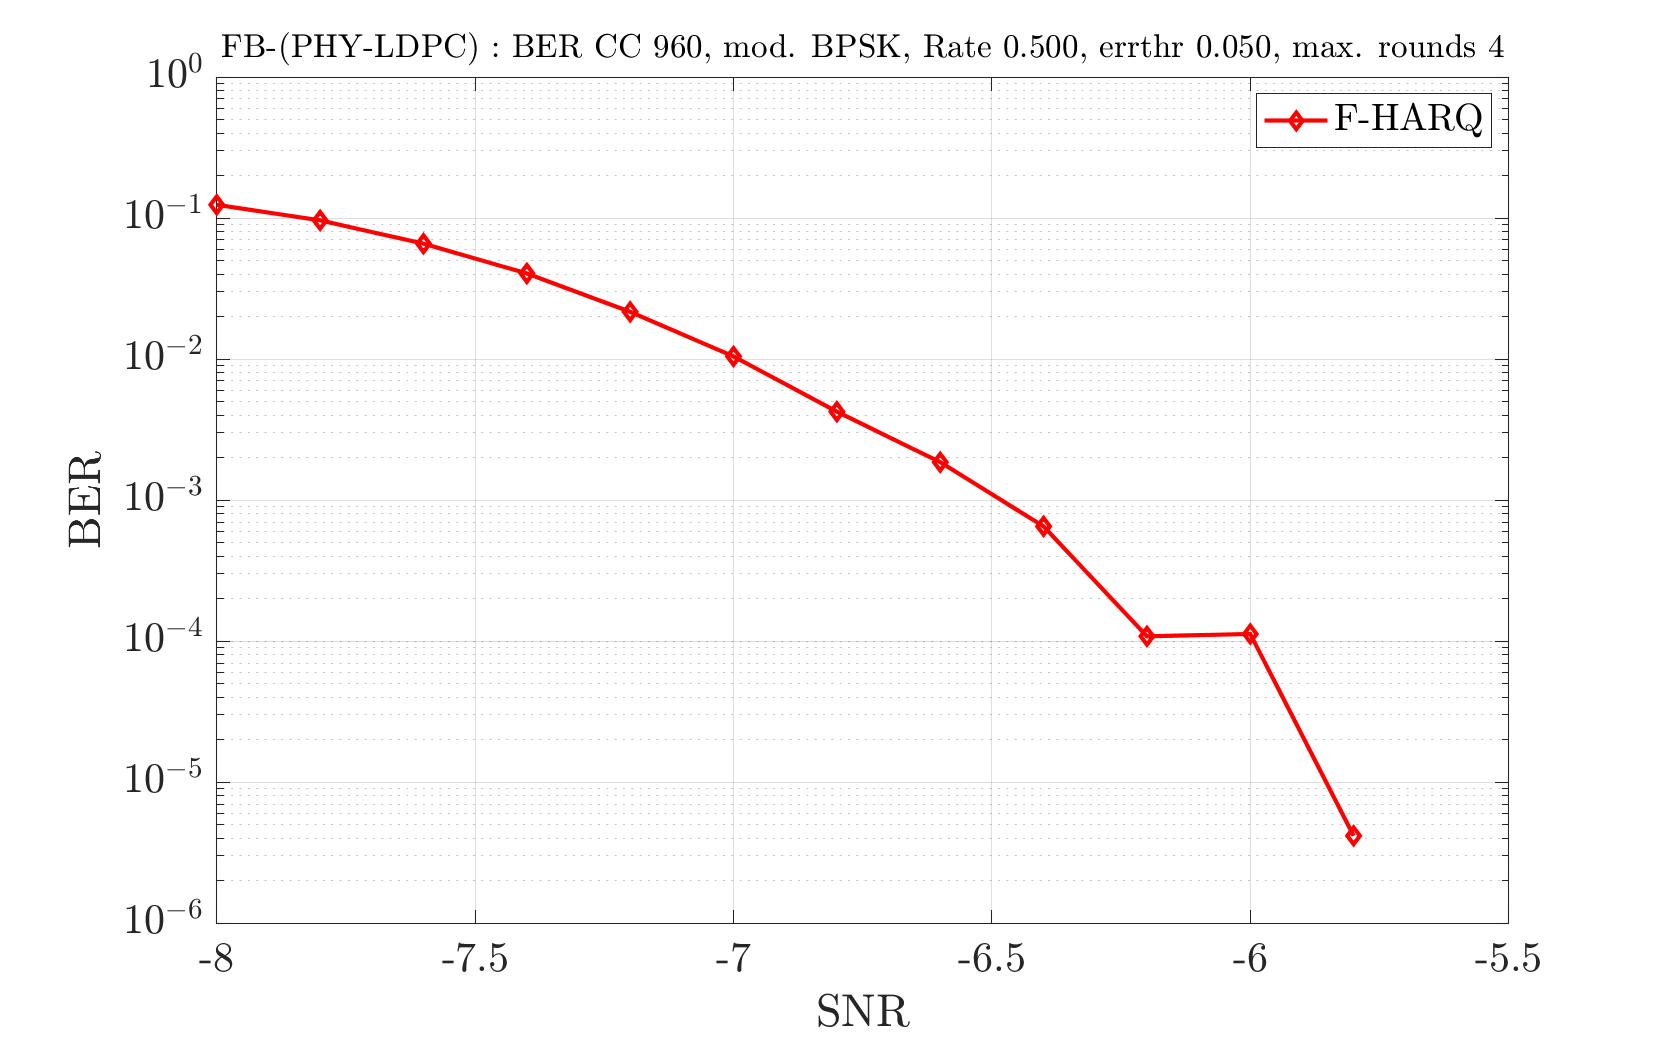 FB-(PHY-LDPC) : BER CC 960, mod. BPSK, Rate 0.500, errthr 0.050, max. rounds 4
10^0
F-HARQ
10^-1
10^-2
10^-3
BER
10^-4
10^-5
10^-6
-8 -7.5 -7 -6.5 -6 -5.5
SNR